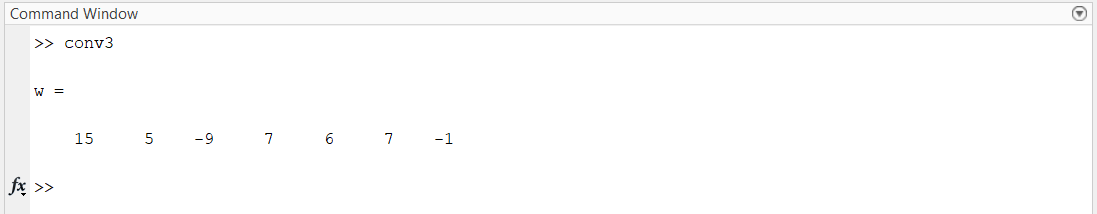 Command Window
>> conv3
w =
15 5 -9 7 6 7 -1
fx >>